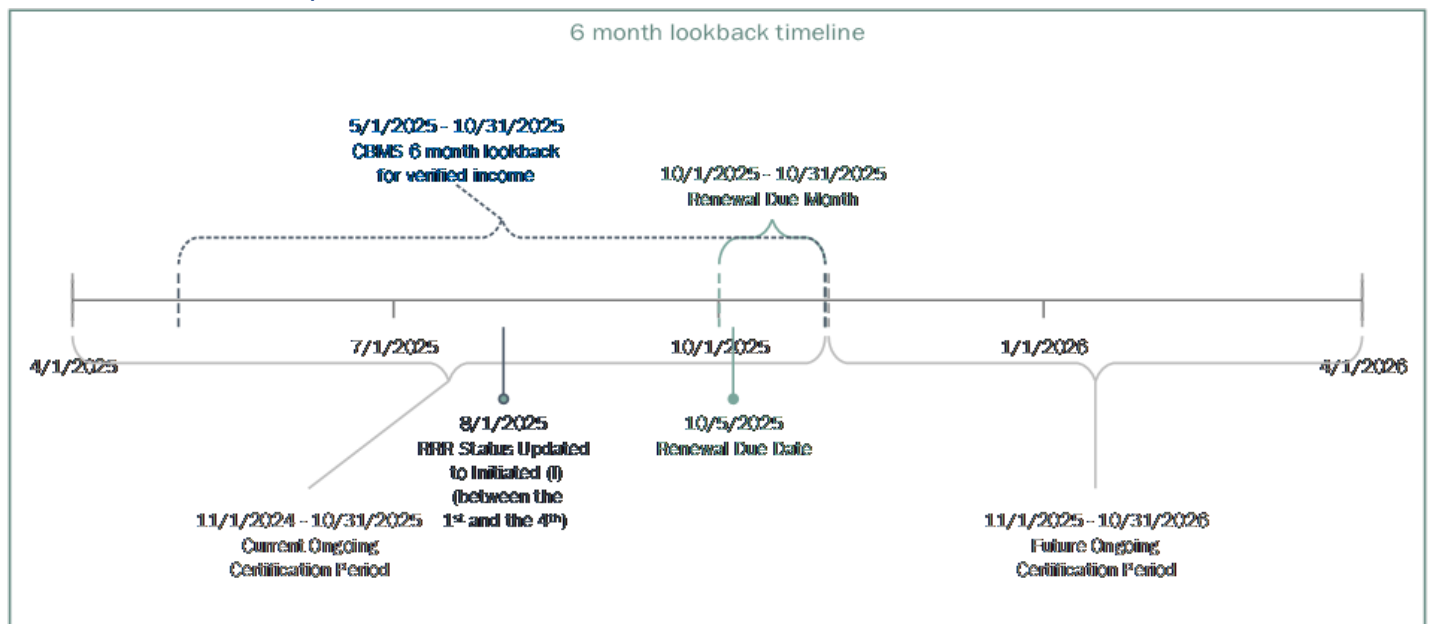 6 month lookback timeline
5/1/2025 - 10/31/2025
CBMS 6 month lookback
for verified income
10/1/2025 - 10/31/2025
Renewal Due Month
4/1/2025
7/1/2025
10/1/2025
1/1/2026
4/1/2026
8/1/2025
RRR Status Updated
to Initiated (I)
(between the
1st and the 4th)
10/5/2025
Renewal Due Date
11/1/2024 - 10/31/2025
Current Ongoing
Certification Period
11/1/2025 - 10/31/2026
Future Ongoing
Certification Period